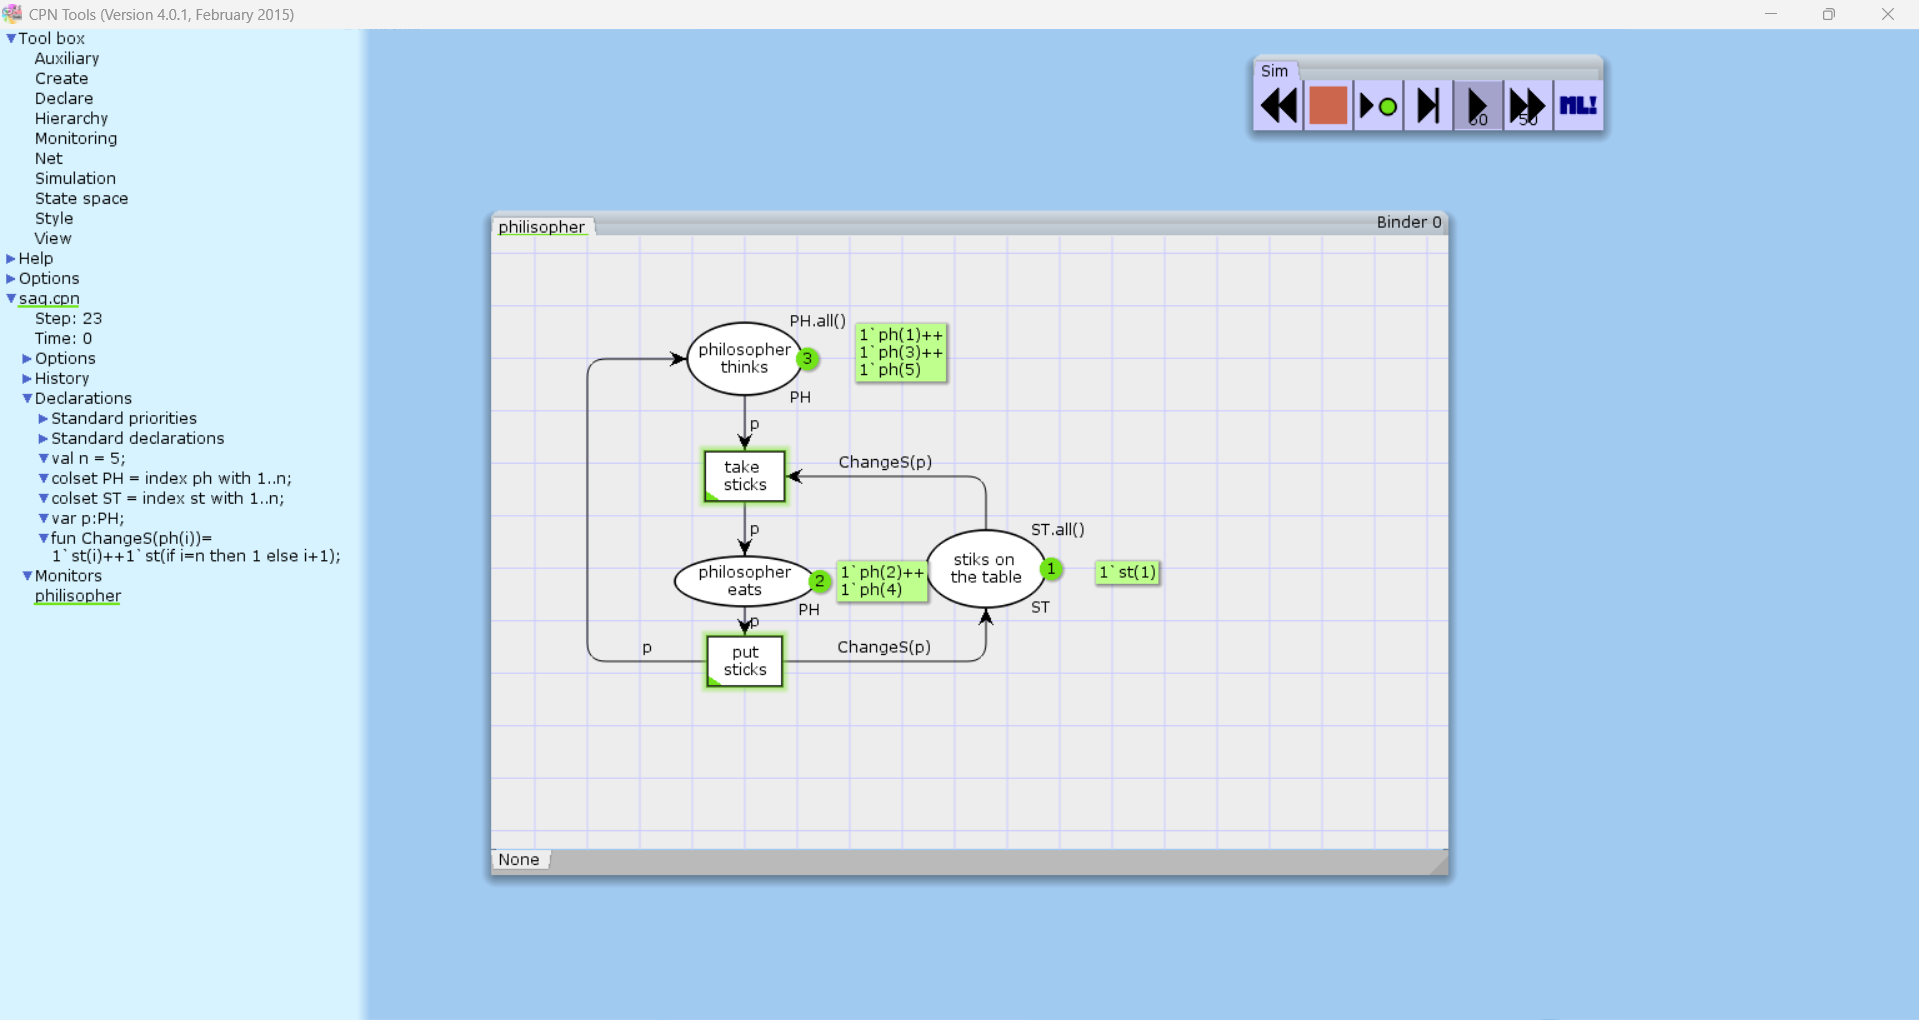 CPN Tools (Version 4.0.1, February 2015)
Tool box
Auxiliary
Create
Declare
Hierarchy
Monitoring
Net
Simulation
State space
Style
View
Help
Options
saq.cpn
Step: 23
Time: 0
Options
History
Declarations
Standard priorities
Standard declarations
val n = 5;
colset PH = index ph with 1..n;
colset ST = index st with 1..n;
var p:PH;
fun ChangeS(ph(i))=
1`st(i)++1`st(if i=n then 1 else i+1);
Monitors
philisopher
Sim
50
ML!
philisopher
Binder 0
PH.all()
philosopher
thinks
3
1`ph(1)++
1`ph(3)++
1`ph(5)
PH
p
take
sticks
ChangeS(p)
p
ST.all()
stiks on
the table
1
1`st(1)
ST
philosopher
eats
2
1`ph(2)++
1`ph(4)
PH
p
p
put
sticks
ChangeS(p)
None